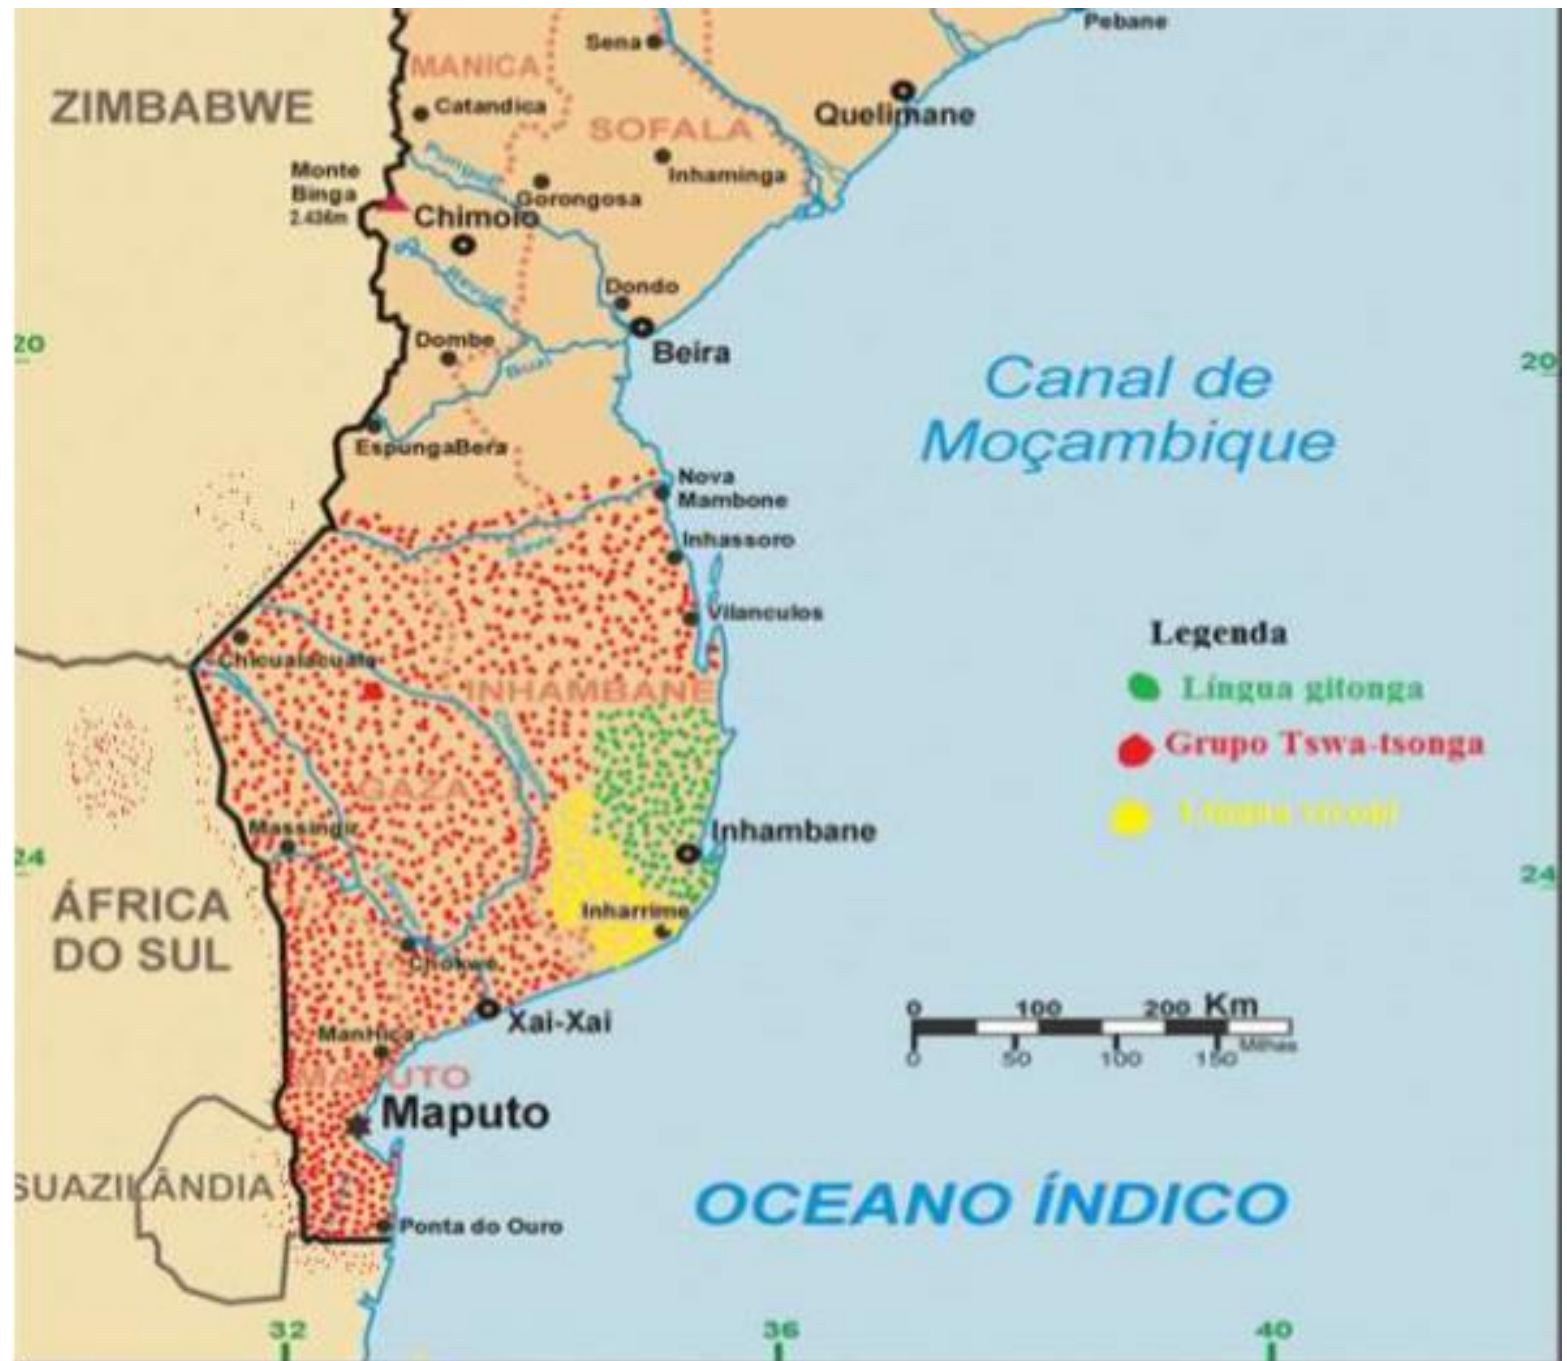 Pebane
Sena
MANICA
ZIMBABWE
Catandica
Quelimane
SOFALA
Monte
Binga
2.436m
Inhaminga
Gorongosa
Chimoio
Dondo
Dombe
Beira
Buzi
20
20
Canal de
Moçambique
EspungaBera
Nova
Mambone
Inhassoro
Save
Vilanculos
Legenda
Chicualacuala
INHAMBANE
Língua gitonga
Grupo Tswa-tsonga
GAZA
Língua
Massingir
Inhambane
24
24
ÁFRICA
DO SUL
Inharrime
Chokwe
Xai-Xai
0 100 200 Km
Milhas
0 50 100 150
Manhiça
MAPUTO
Maputo
SUAZILÂNDIA
OCEANO ÍNDICO
Ponta do Ouro
32 36 40